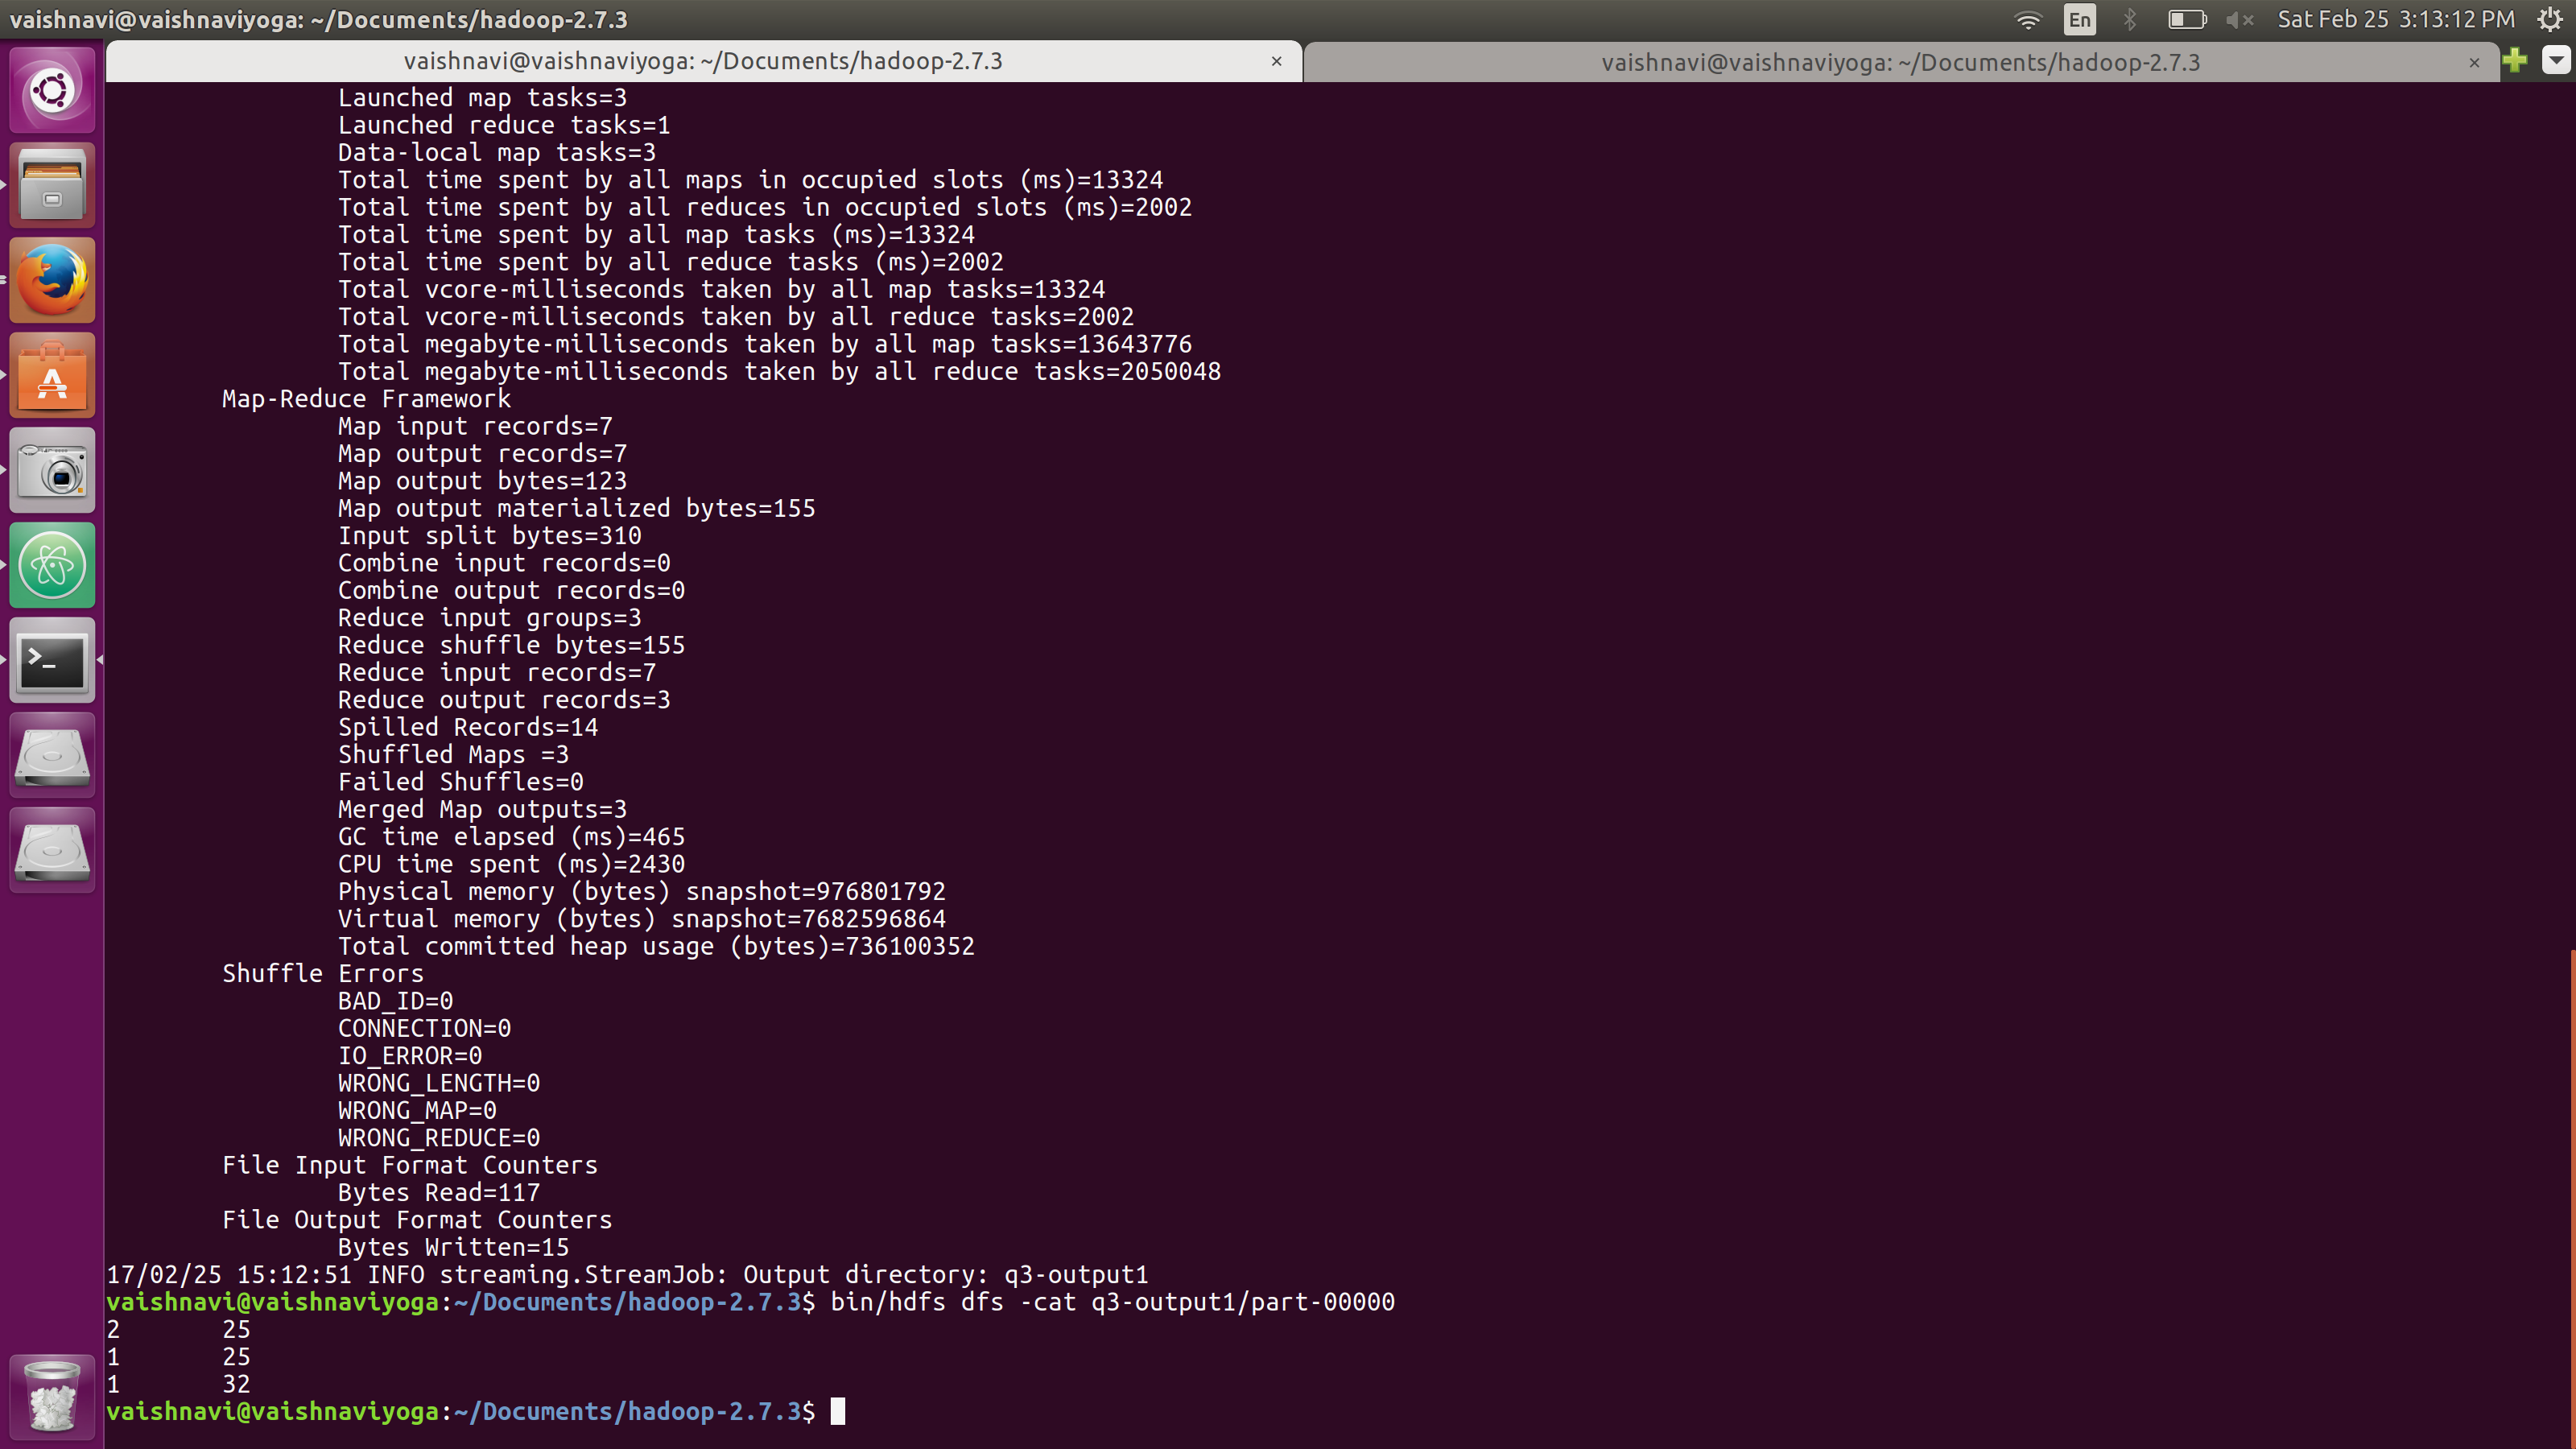 vaishnavi@vaishnaviyoga: ~/Documents/hadoop-2.7.3
En
Sat Feb 25 3:13:12 PM
vaishnavi@vaishnaviyoga: ~/Documents/hadoop-2.7.3 ×
vaishnavi@vaishnaviyoga: ~/Documents/hadoop-2.7.3 ×
Launched map tasks=3
Launched reduce tasks=1
Data-local map tasks=3
Total time spent by all maps in occupied slots (ms)=13324
Total time spent by all reduces in occupied slots (ms)=2002
Total time spent by all map tasks (ms)=13324
Total time spent by all reduce tasks (ms)=2002
Total vcore-milliseconds taken by all map tasks=13324
Total vcore-milliseconds taken by all reduce tasks=2002
Total megabyte-milliseconds taken by all map tasks=13643776
Total megabyte-milliseconds taken by all reduce tasks=2050048
Map-Reduce Framework
Map input records=7
Map output records=7
Map output bytes=123
Map output materialized bytes=155
Input split bytes=310
Combine input records=0
Combine output records=0
Reduce input groups=3
Reduce shuffle bytes=155
Reduce input records=7
Reduce output records=3
Spilled Records=14
Shuffled Maps =3
Failed Shuffles=0
Merged Map outputs=3
GC time elapsed (ms)=465
CPU time spent (ms)=2430
Physical memory (bytes) snapshot=976801792
Virtual memory (bytes) snapshot=7682596864
Total committed heap usage (bytes)=736100352
Shuffle Errors
BAD_ID=0
CONNECTION=0
IO_ERROR=0
WRONG_LENGTH=0
WRONG_MAP=0
WRONG_REDUCE=0
File Input Format Counters
Bytes Read=117
File Output Format Counters
Bytes Written=15
17/02/25 15:12:51 INFO streaming.StreamJob: Output directory: q3-output1
vaishnavi@vaishnaviyoga:~/Documents/hadoop-2.7.3$ bin/hdfs dfs -cat q3-output1/part-00000
2 25
1 25
1 32
vaishnavi@vaishnaviyoga:~/Documents/hadoop-2.7.3$